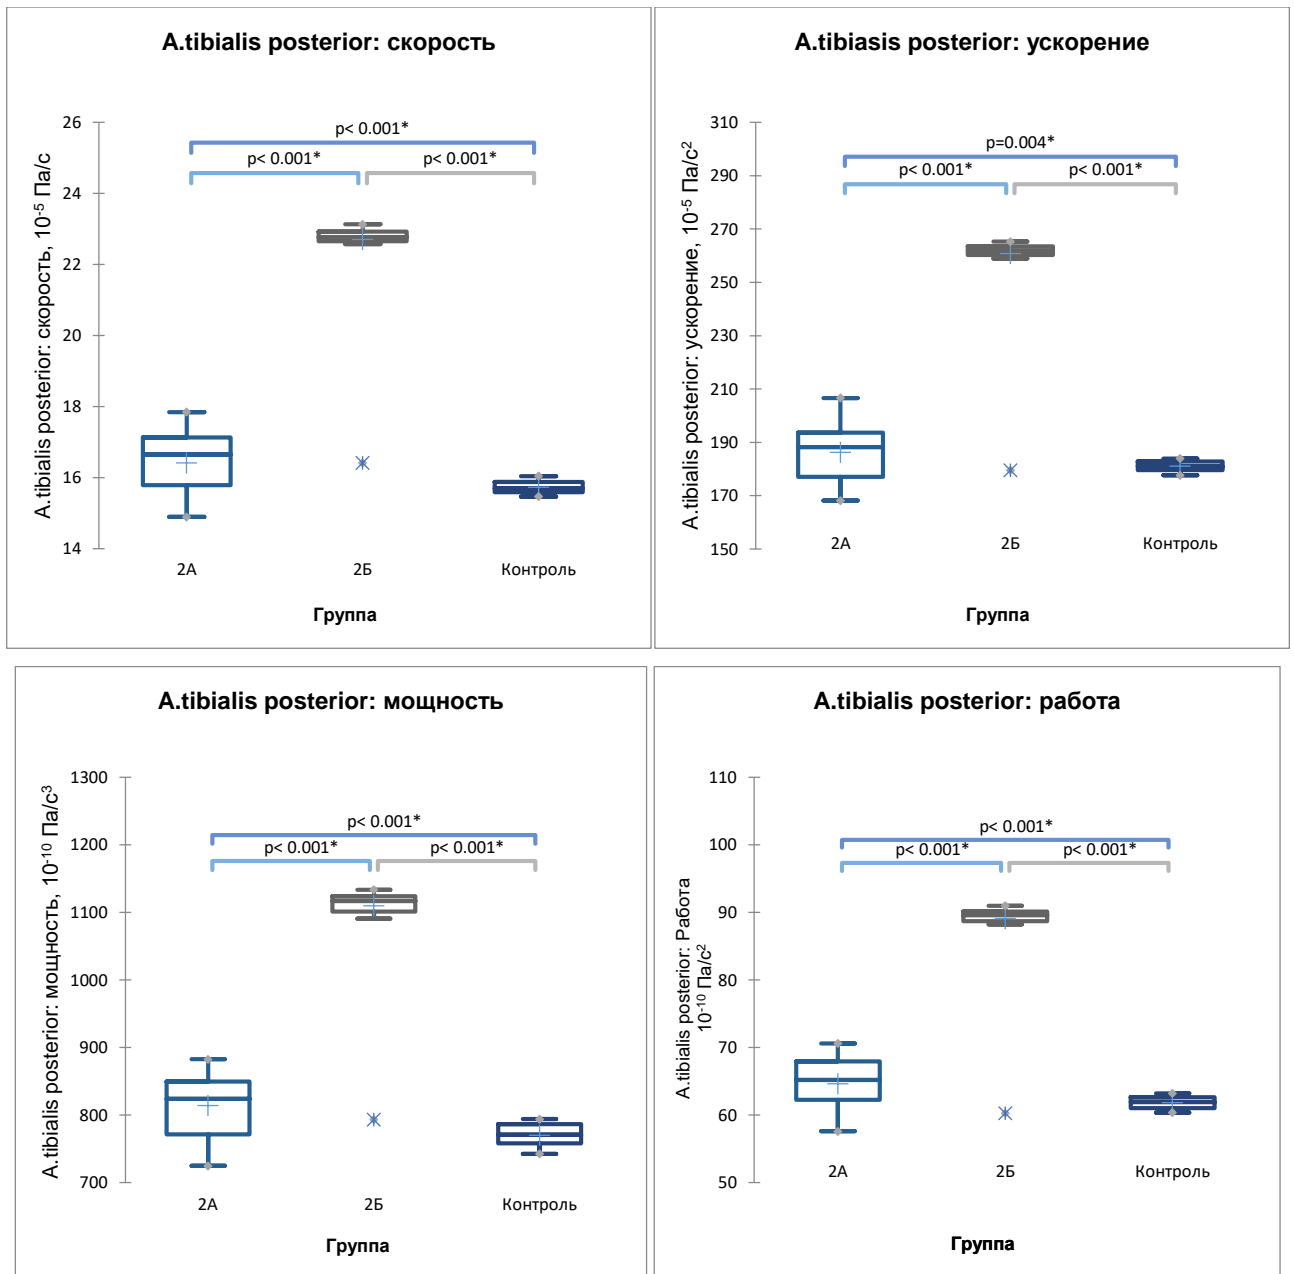 A.tibialis posterior: скорость
A.tibialis posterior: скорость, 10⁻⁵ Па/с
26
24
22
20
18
16
14
p< 0.001*
p< 0.001*
p< 0.001*
2А
2Б
Контроль
Группа
A.tibiasis posterior: ускорение
A.tibialis posterior: ускорение, 10⁻⁵ Па/с²
310
290
270
250
230
210
190
170
150
p=0.004*
p< 0.001*
p< 0.001*
2А
2Б
Контроль
Группа
A.tibialis posterior: мощность
A.tibialis posterior: мощность, 10⁻¹⁰ Па/с³
1300
1200
1100
1000
900
800
700
p< 0.001*
p< 0.001*
p< 0.001*
2А
2Б
Контроль
Группа
A.tibialis posterior: работа
A.tibialis posterior: Работа
10⁻¹⁰ Па/с²
110
100
90
80
70
60
50
p< 0.001*
p< 0.001*
p< 0.001*
2А
2Б
Контроль
Группа